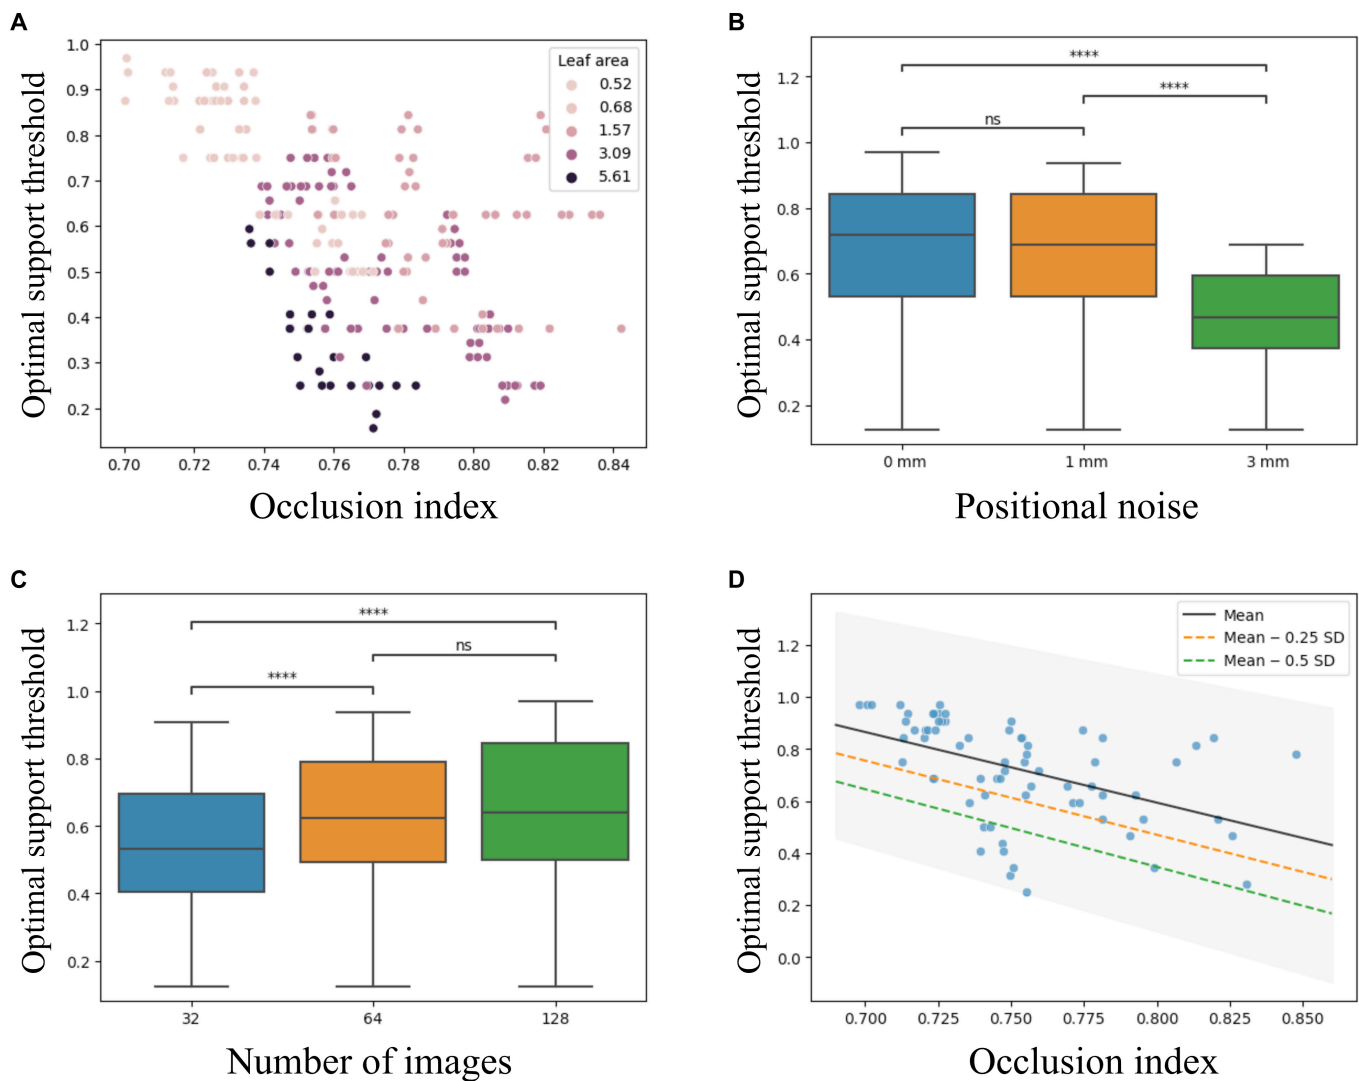 A
Optimal support threshold
1.0
0.9
0.8
0.7
0.6
0.5
0.4
0.3
0.2
Leaf area
0.52
0.68
1.57
3.09
5.61
0.70 0.72 0.74 0.76 0.78 0.80 0.82 0.84
Occlusion index
B
Optimal support threshold
1.2
1.0
0.8
0.6
0.4
0.2
****
****
ns
0 mm 1 mm 3 mm
Positional noise
C
Optimal support threshold
1.2
1.0
0.8
0.6
0.4
0.2
****
ns
****
32 64 128
Number of images
D
Optimal support threshold
1.2
1.0
0.8
0.6
0.4
0.2
0.0
Mean
Mean − 0.25 SD
Mean − 0.5 SD
0.700 0.725 0.750 0.775 0.800 0.825 0.850
Occlusion index